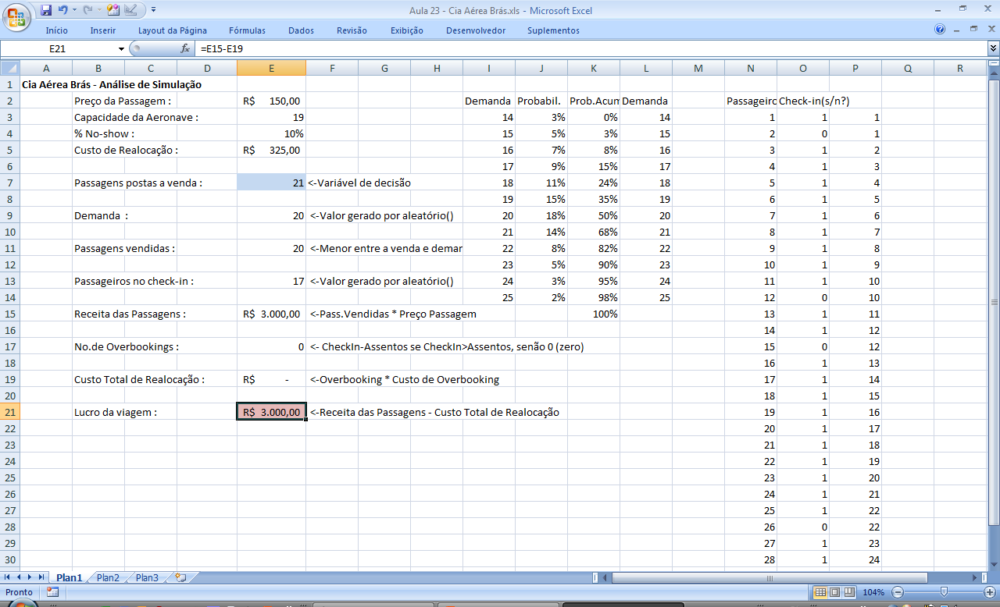 Aula 23 - Cia Aérea Brás.xls - Microsoft Excel
Início Inserir Layout da Página Fórmulas Dados Revisão Exibição Desenvolvedor Suplementos
E21 fx =E15-E19
A B C D E F G H I J K L M N O P Q R
1 Cia Aérea Brás - Análise de Simulação
2 Preço da Passagem : R$ 150,00 Demanda Probabil. Prob.Acum Demanda Passageiro Check-in(s/n?)
3 Capacidade da Aeronave : 19 14 3% 0% 14 1 1 1
4 % No-show : 10% 15 5% 3% 15 2 0 1
5 Custo de Realocação : R$ 325,00 16 7% 8% 16 3 1 2
6 17 9% 15% 17 4 1 3
7 Passagens postas a venda : 21 <-Variável de decisão 18 11% 24% 18 5 1 4
8 19 15% 35% 19 6 1 5
9 Demanda : 20 <-Valor gerado por aleatório() 20 18% 50% 20 7 1 6
10 21 14% 68% 21 8 1 7
11 Passagens vendidas : 20 <-Menor entre a venda e demar 22 8% 82% 22 9 1 8
12 23 5% 90% 23 10 1 9
13 Passageiros no check-in : 17 <-Valor gerado por aleatório() 24 3% 95% 24 11 1 10
14 25 2% 98% 25 12 0 10
15 Receita das Passagens : R$ 3.000,00 <-Pass.Vendidas * Preço Passagem 100% 13 1 11
16 14 1 12
17 No.de Overbookings : 0 <- CheckIn-Assentos se CheckIn>Assentos, senão 0 (zero) 15 0 12
18 16 1 13
19 Custo Total de Realocação : R$ - <-Overbooking * Custo de Overbooking 17 1 14
20 18 1 15
21 Lucro da viagem : R$ 3.000,00 <-Receita das Passagens - Custo Total de Realocação 19 1 16
22 20 1 17
23 21 1 18
24 22 1 19
25 23 1 20
26 24 1 21
27 25 1 22
28 26 0 22
29 27 1 23
30 28 1 24
Plan1 Plan2 Plan3
Pronto 104%